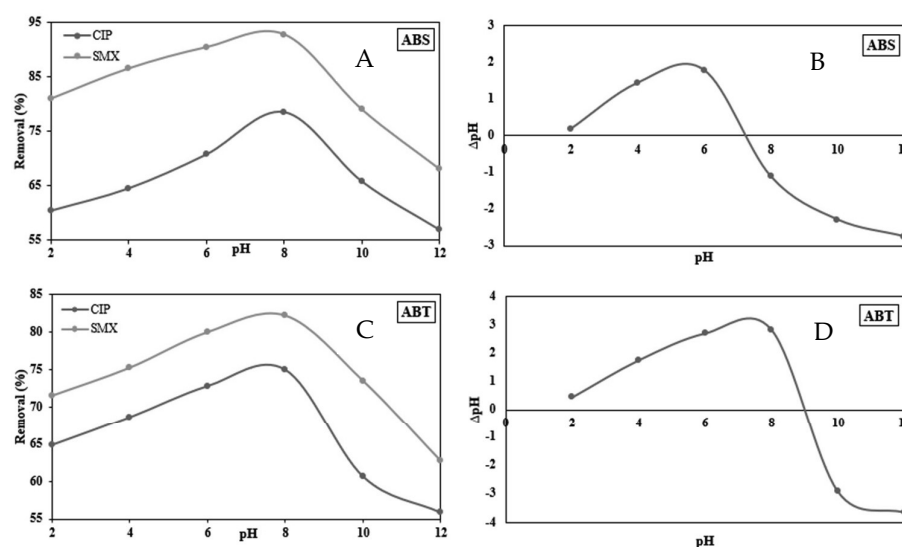 95
85
75
65
55
Removal (%)
CIP
SMX
A
ABS
2 4 6 8 10 12
pH
3
2
1
0
-1
-2
-3
ΔpH
B
ABS
0 2 4 6 8 10
pH
85
80
75
70
65
60
55
Removal (%)
CIP
SMX
C
ABT
2 4 6 8 10 12
pH
4
3
2
1
0
-1
-2
-3
-4
ΔpH
D
ABT
0 2 4 6 8 10
pH